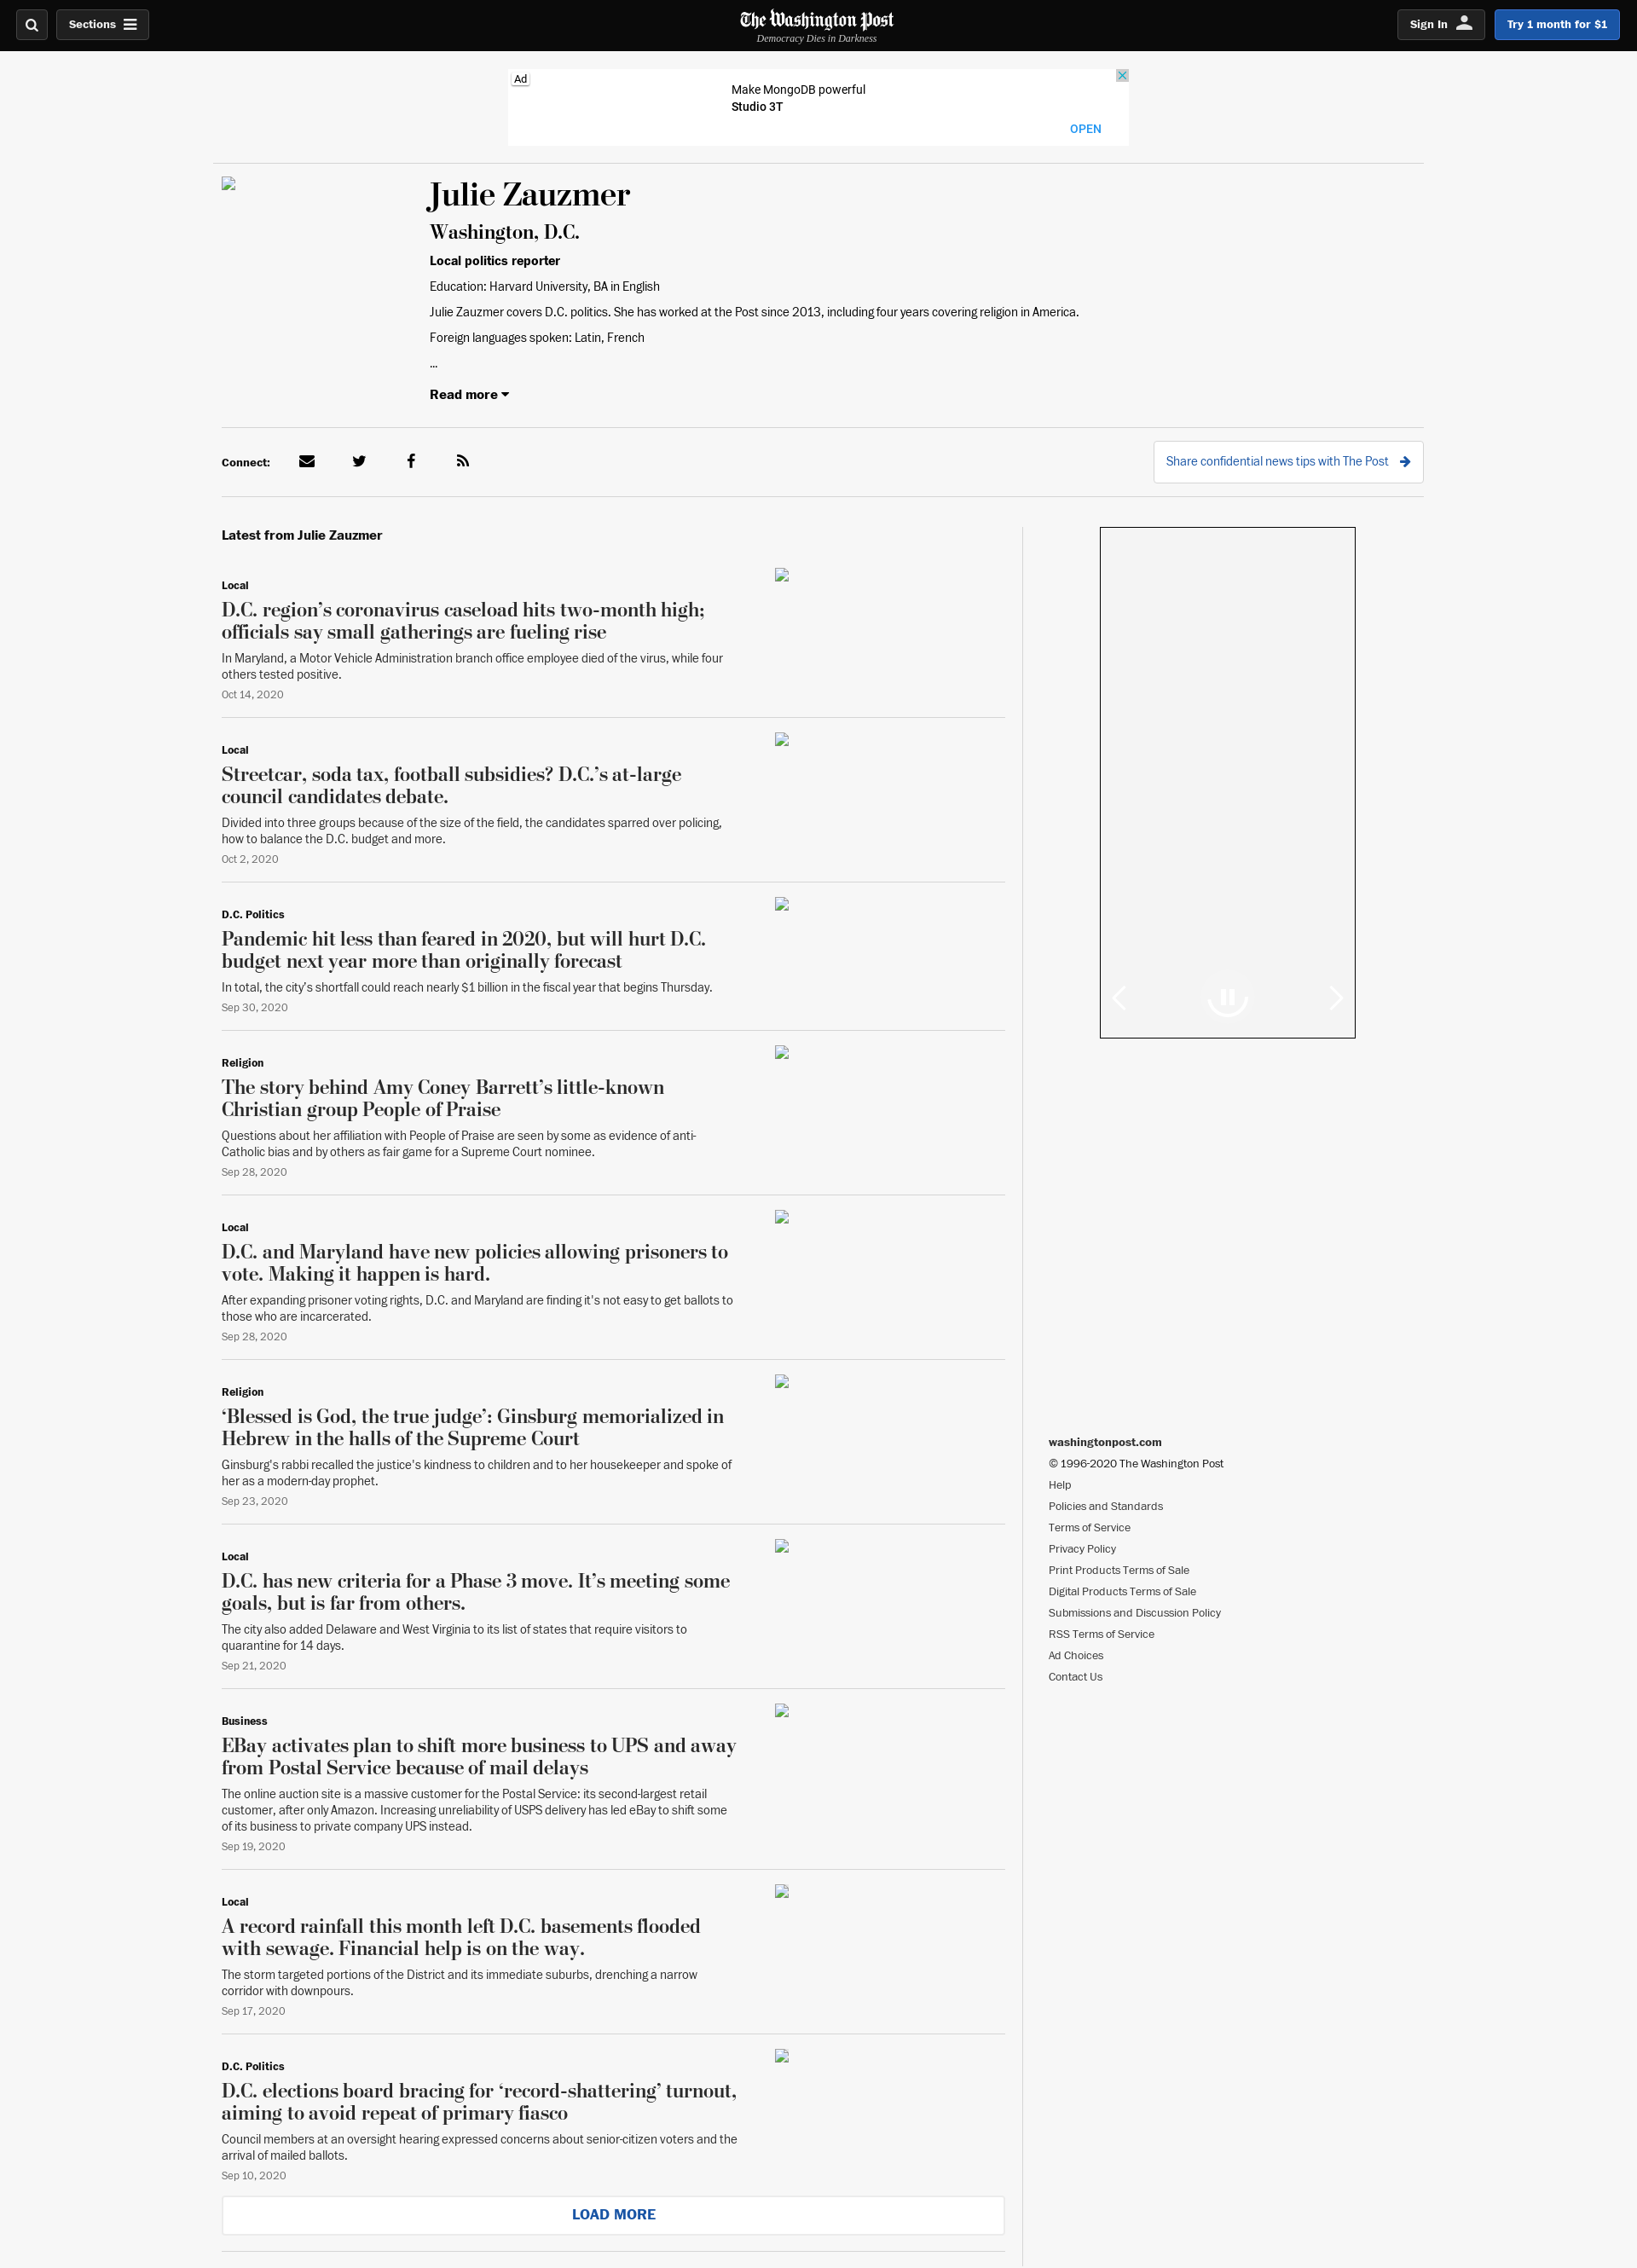 Sections
The Washington Post
Democracy Dies in Darkness
Sign In
Try 1 month for $1
Ad
Make MongoDB powerful
Studio 3T
OPEN
Julie Zauzmer
Washington, D.C.
Local politics reporter
Education: Harvard University, BA in English
Julie Zauzmer covers D.C. politics. She has worked at the Post since 2013, including four years covering religion in America.
Foreign languages spoken: Latin, French
...
Read more
Connect:
Share confidential news tips with The Post
Latest from Julie Zauzmer
Local
D.C. region’s coronavirus caseload hits two-month high;
officials say small gatherings are fueling rise
In Maryland, a Motor Vehicle Administration branch office employee died of the virus, while four
others tested positive.
Oct 14, 2020
Local
Streetcar, soda tax, football subsidies? D.C.’s at-large
council candidates debate.
Divided into three groups because of the size of the field, the candidates sparred over policing,
how to balance the D.C. budget and more.
Oct 2, 2020
D.C. Politics
Pandemic hit less than feared in 2020, but will hurt D.C.
budget next year more than originally forecast
In total, the city’s shortfall could reach nearly $1 billion in the fiscal year that begins Thursday.
Sep 30, 2020
Religion
The story behind Amy Coney Barrett’s little-known
Christian group People of Praise
Questions about her affiliation with People of Praise are seen by some as evidence of anti-
Catholic bias and by others as fair game for a Supreme Court nominee.
Sep 28, 2020
Local
D.C. and Maryland have new policies allowing prisoners to
vote. Making it happen is hard.
After expanding prisoner voting rights, D.C. and Maryland are finding it's not easy to get ballots to
those who are incarcerated.
Sep 28, 2020
Religion
‘Blessed is God, the true judge’: Ginsburg memorialized in
Hebrew in the halls of the Supreme Court
Ginsburg's rabbi recalled the justice's kindness to children and to her housekeeper and spoke of
her as a modern-day prophet.
Sep 23, 2020
Local
D.C. has new criteria for a Phase 3 move. It’s meeting some
goals, but is far from others.
The city also added Delaware and West Virginia to its list of states that require visitors to
quarantine for 14 days.
Sep 21, 2020
Business
EBay activates plan to shift more business to UPS and away
from Postal Service because of mail delays
The online auction site is a massive customer for the Postal Service: its second-largest retail
customer, after only Amazon. Increasing unreliability of USPS delivery has led eBay to shift some
of its business to private company UPS instead.
Sep 19, 2020
Local
A record rainfall this month left D.C. basements flooded
with sewage. Financial help is on the way.
The storm targeted portions of the District and its immediate suburbs, drenching a narrow
corridor with downpours.
Sep 17, 2020
D.C. Politics
D.C. elections board bracing for ‘record-shattering’ turnout,
aiming to avoid repeat of primary fiasco
Council members at an oversight hearing expressed concerns about senior-citizen voters and the
arrival of mailed ballots.
Sep 10, 2020
LOAD MORE
washingtonpost.com
© 1996-2020 The Washington Post
Help
Policies and Standards
Terms of Service
Privacy Policy
Print Products Terms of Sale
Digital Products Terms of Sale
Submissions and Discussion Policy
RSS Terms of Service
Ad Choices
Contact Us